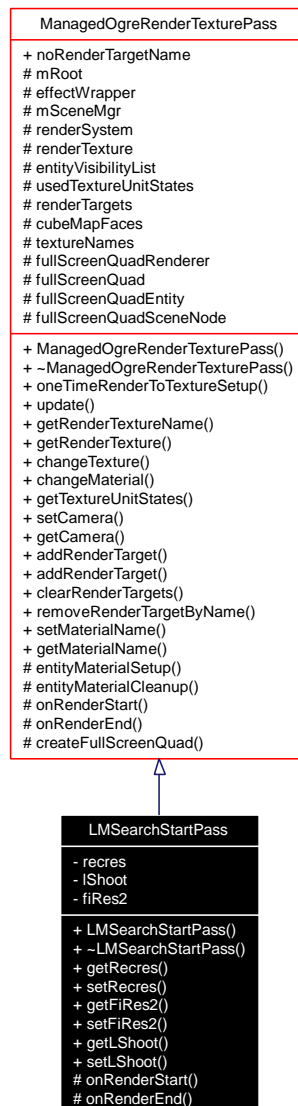 ManagedOgreRenderTexturePass
+ noRenderTargetName
# mRoot
# effectWrapper
# mSceneMgr
# renderSystem
# renderTexture
# entityVisibilityList
# usedTextureUnitStates
# renderTargets
# cubeMapFaces
# textureNames
# fullScreenQuadRenderer
# fullScreenQuad
# fullScreenQuadEntity
# fullScreenQuadSceneNode
+ ManagedOgreRenderTexturePass()
+ ~ManagedOgreRenderTexturePass()
+ oneTimeRenderToTextureSetup()
+ update()
+ getRenderTextureName()
+ getRenderTexture()
+ changeTexture()
+ changeMaterial()
+ getTextureUnitStates()
+ setCamera()
+ getCamera()
+ addRenderTarget()
+ addRenderTarget()
+ clearRenderTargets()
+ removeRenderTargetByName()
+ setMaterialName()
+ getMaterialName()
# entityMaterialSetup()
# entityMaterialCleanup()
# onRenderStart()
# onRenderEnd()
# createFullScreenQuad()
LMSearchStartPass
- recres
- lShoot
- fiRes2
+ LMSearchStartPass()
+ ~LMSearchStartPass()
+ getRecres()
+ setRecres()
+ getFiRes2()
+ setFiRes2()
+ getLShoot()
+ setLShoot()
# onRenderStart()
# onRenderEnd()